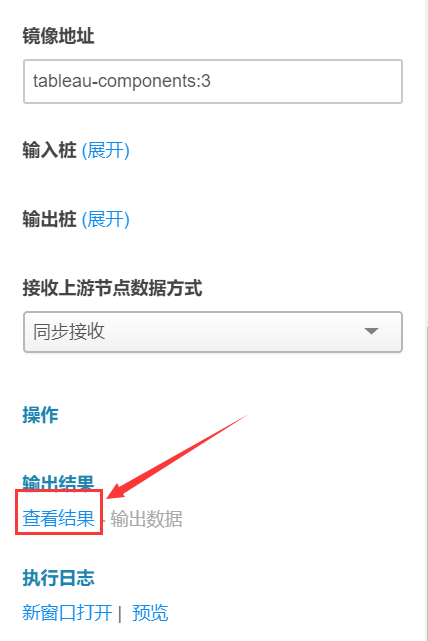 镜像地址
tableau-components:3
输入桩 (展开)
输出桩 (展开)
接收上游节点数据方式
同步接收
操作
输出结果
查看结果 - 输出数据
执行日志
新窗口打开 | 预览